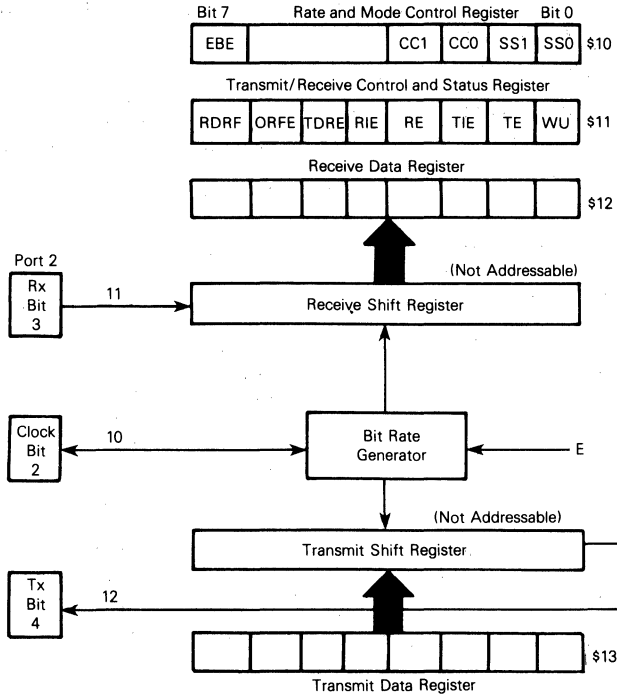 Bit 7 Rate and Mode Control Register Bit 0
EBE CC1 CC0 SS1 SS0 $10
Transmit/Receive Control and Status Register
RDRF ORFE TDRE RIE RE TIE TE WU $11
Receive Data Register
$12
Port 2
(Not Addressable)
Rx
Bit
3
11
Receive Shift Register
Clock
Bit
2
10
Bit Rate
Generator
E
(Not Addressable)
Transmit Shift Register
Tx
Bit
4
12
$13
Transmit Data Register